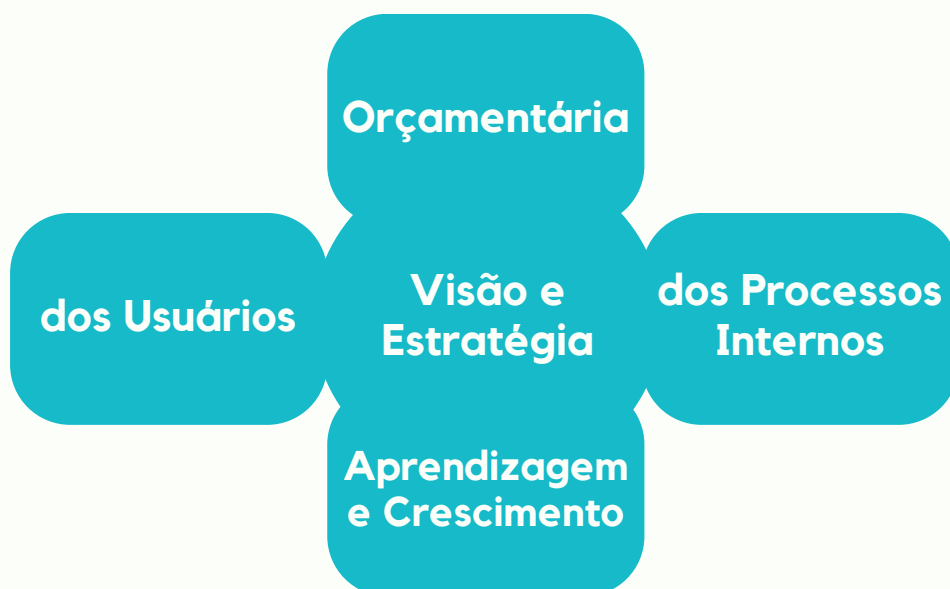 Orçamentária
dos Usuários
Visão e
Estratégia
dos Processos
Internos
Aprendizagem
e Crescimento